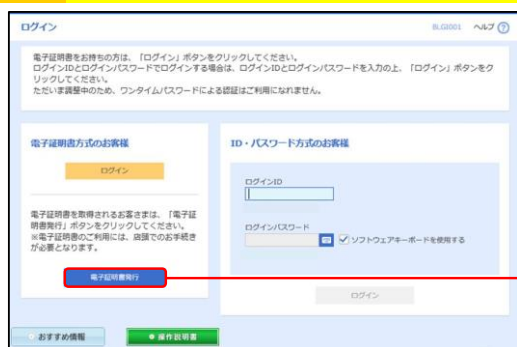 ログイン
BLGI001 ヘルプ ?
電子証明書をお持ちの方は、「ログイン」ボタンをクリックしてください。
ログインIDとログインパスワードでログインする場合は、ログインIDとログインパスワードを入力の上、「ログイン」ボタンをク
リックしてください。
ただいま調整中のため、ワンタイムパスワードによる認証はご利用になれません。
電子証明書方式のお客様
ログイン
電子証明書を取得されるお客さまは、「電子証
明書発行」ボタンをクリックしてください。
※電子証明書のご利用には、店頭でのお手続き
が必要となります。
電子証明書発行
ID・パスワード方式のお客様
ログインID
ログインパスワード
ソフトウェアキーボードを使用する
ログイン
おすすめ情報
操作説明書